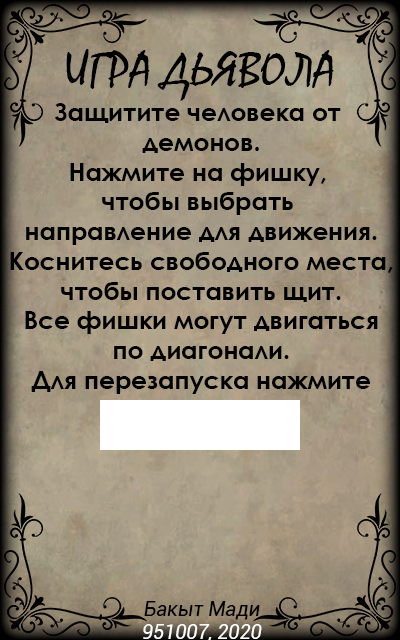 ИГРА ДЬЯВОЛА
Защитите человека от
демонов.
Нажмите на фишку,
чтобы выбрать
направление для движения.
Коснитесь свободного места,
чтобы поставить щит.
Все фишки могут двигаться
по диагонали.
Для перезапуска нажмите
Бакыт Мади
951007, 2020